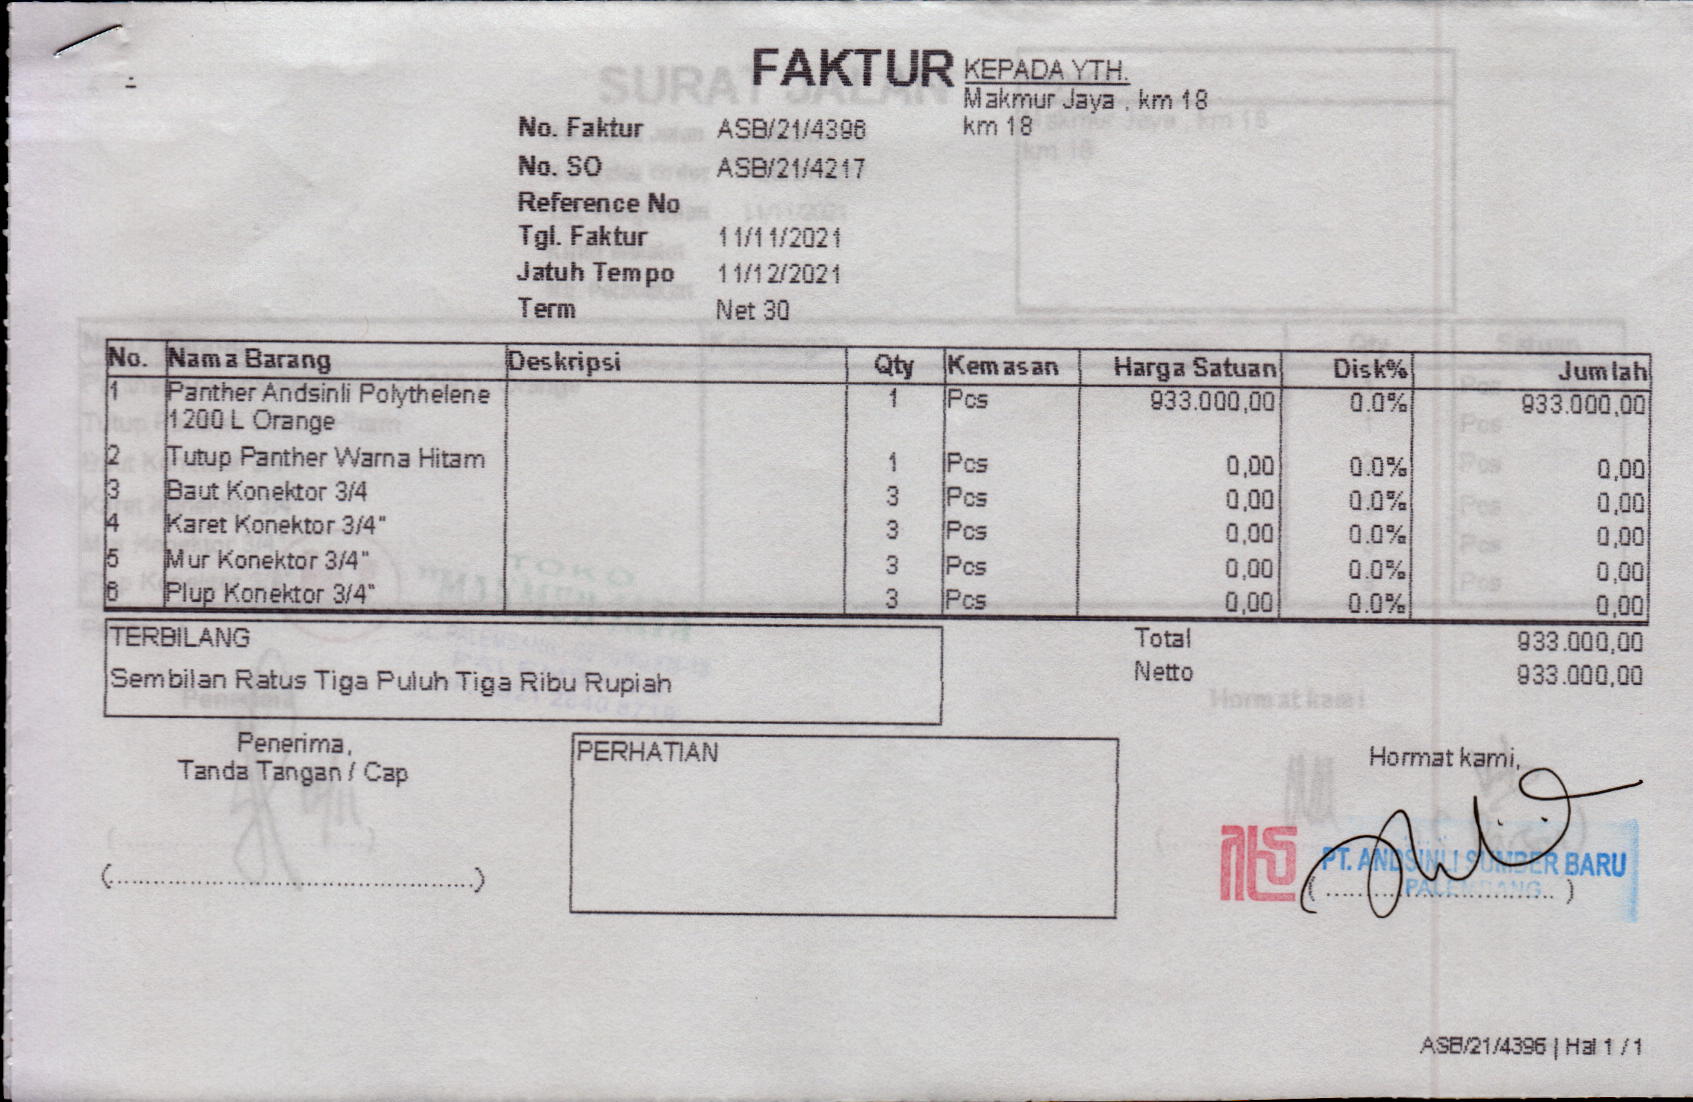 FAKTUR
KEPADA YTH.
Makmur Jaya , km 18
km 18
No. Faktur ASB/21/4396
No. SO ASB/21/4217
Reference No
Tgl. Faktur 11/11/2021
Jatuh Tempo 11/12/2021
Term Net 30
No. Nama Barang Deskripsi Qty Kemasan Harga Satuan Disk% Jumlah
1 Panther Andsinli Polythelene 1 Pcs 933.000,00 0.0% 933.000,00
1200 L Orange
2 Tutup Panther Warna Hitam 1 Pcs 0,00 0.0% 0,00
3 Baut Konektor 3/4 3 Pcs 0,00 0.0% 0,00
4 Karet Konektor 3/4" 3 Pcs 0,00 0.0% 0,00
5 Mur Konektor 3/4" 3 Pcs 0,00 0.0% 0,00
6 Plup Konektor 3/4" 3 Pcs 0,00 0.0% 0,00
TERBILANG
Sembilan Ratus Tiga Puluh Tiga Ribu Rupiah
Total 933.000,00
Netto 933.000,00
Penerima,
Tanda Tangan / Cap
(..................................................)
PERHATIAN
Hormat kami,
PT. ANDSINLI SUMBER BARU
PALEMBANG
(................................)
ASB/21/4396 | Hal 1 / 1